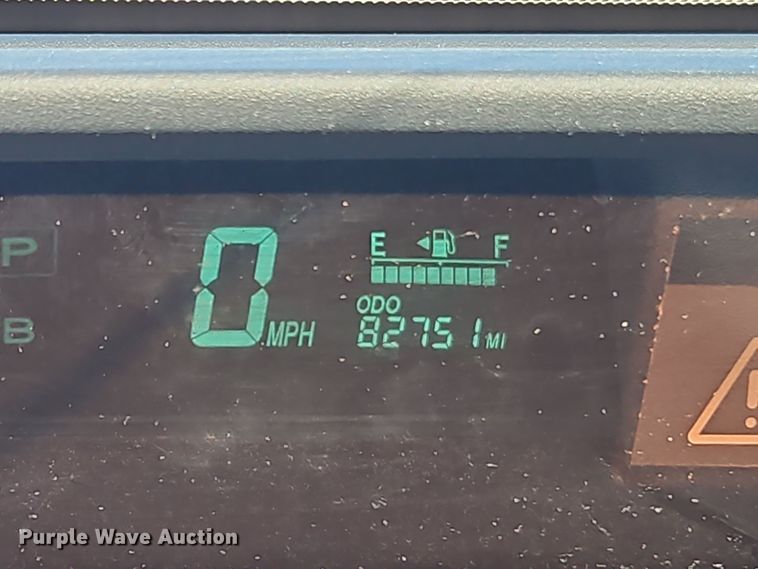 P
B
0 MPH
E F
ODO
82751 MI
!
Purple Wave Auction